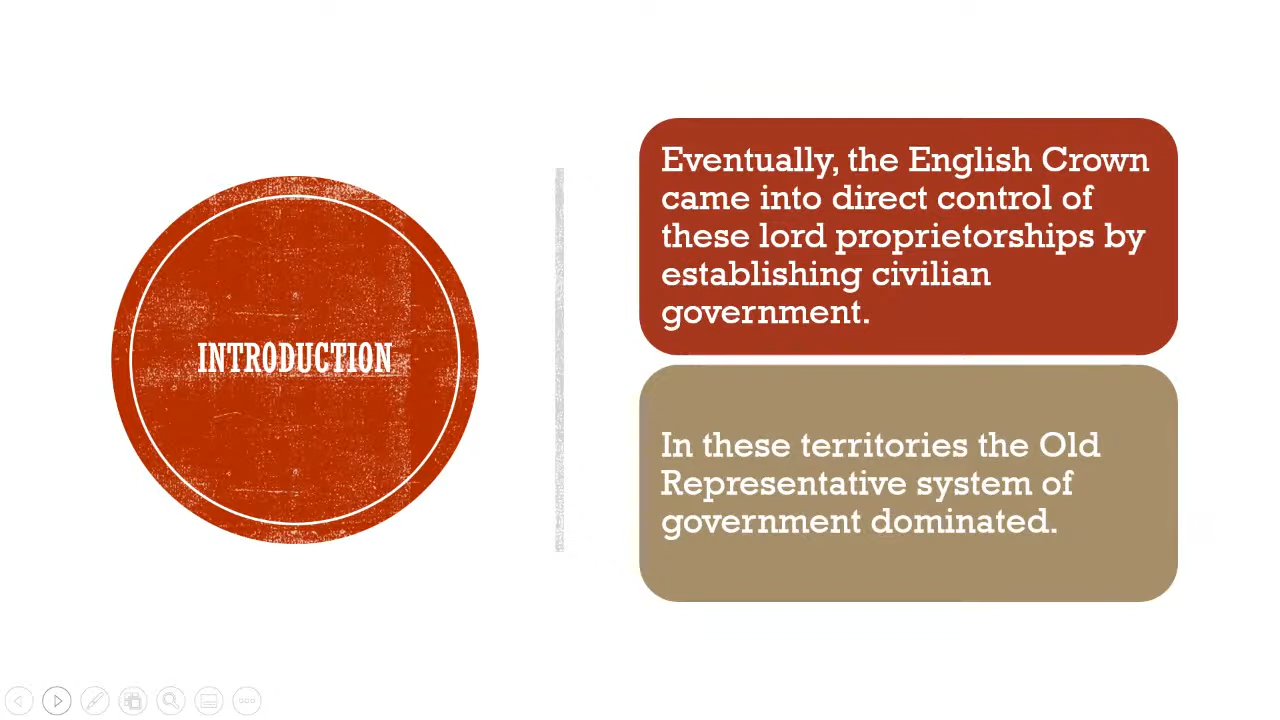 INTRODUCTION
Eventually, the English Crown
came into direct control of
these lord proprietorships by
establishing civilian
government.
In these territories the Old
Representative system of
government dominated.